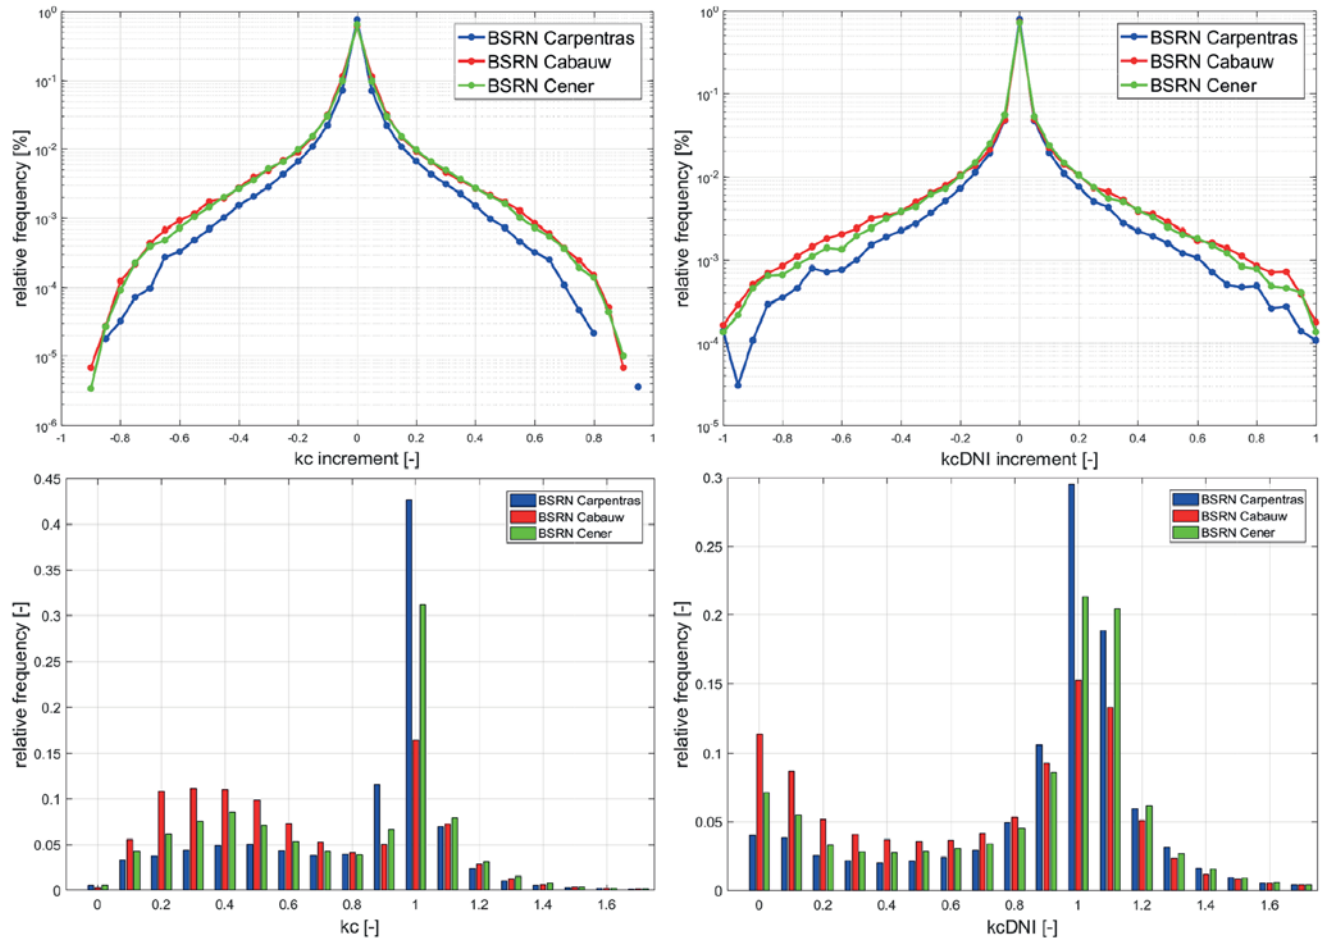 10^0
10^-1
10^-2
10^-3
10^-4
10^-5
10^-6
relative frequency [%]
BSRN Carpentras
BSRN Cabauw
BSRN Cener
-1 -0.8 -0.6 -0.4 -0.2 0 0.2 0.4 0.6 0.8 1
kc increment [-]
10^0
10^-1
10^-2
10^-3
10^-4
10^-5
relative frequency [%]
BSRN Carpentras
BSRN Cabauw
BSRN Cener
-1 -0.8 -0.6 -0.4 -0.2 0 0.2 0.4 0.6 0.8 1
kcDNI increment [-]
0.45
0.4
0.35
0.3
0.25
0.2
0.15
0.1
0.05
0
relative frequency [-]
BSRN Carpentras
BSRN Cabauw
BSRN Cener
0 0.2 0.4 0.6 0.8 1 1.2 1.4 1.6
kc [-]
0.3
0.25
0.2
0.15
0.1
0.05
0
relative frequency [-]
BSRN Carpentras
BSRN Cabauw
BSRN Cener
0 0.2 0.4 0.6 0.8 1 1.2 1.4 1.6
kcDNI [-]